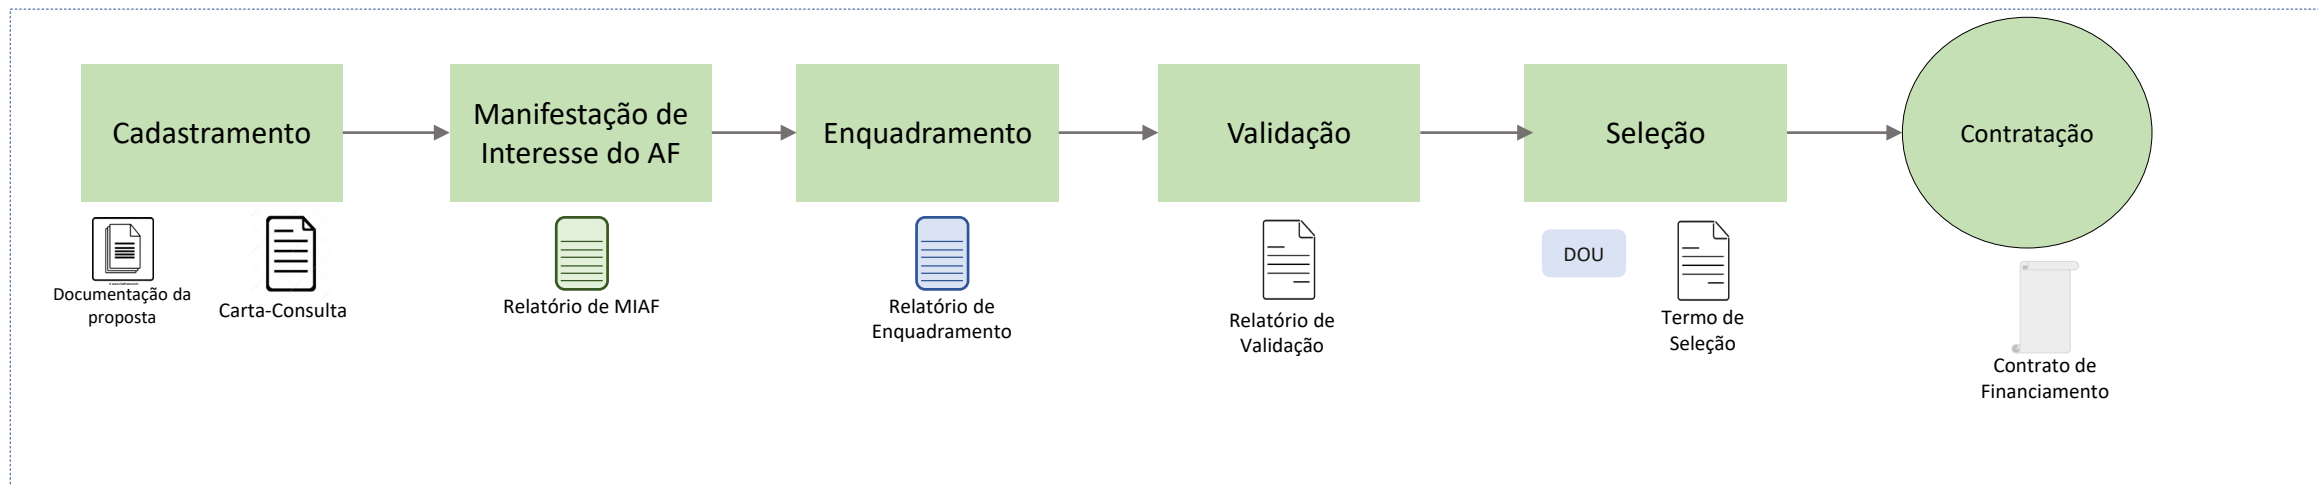 Cadastramento
Manifestação de
Interesse do AF
Enquadramento
Validação
Seleção
Contratação
Documentação da
proposta
Carta-Consulta
Relatório de MIAF
Relatório de
Enquadramento
Relatório de
Validação
DOU
Termo de
Seleção
Contrato de
Financiamento